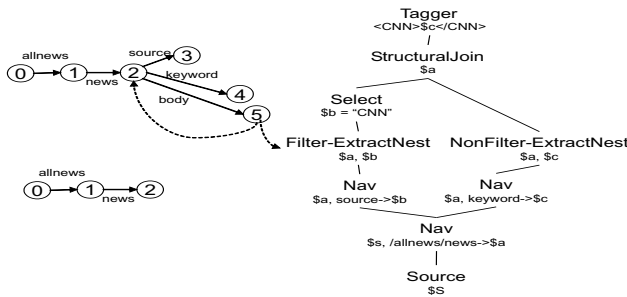 allnews
0
1
news
2
source
3
keyword
4
body
5
allnews
0
1
news
2
Tagger
<CNN>$c</CNN>
StructuralJoin
$a
Select
$b = “CNN”
Filter-ExtractNest
$a, $b
NonFilter-ExtractNest
$a, $c
Nav
$a, source->$b
Nav
$a, keyword->$c
Nav
$s, /allnews/news->$a
Source
$S